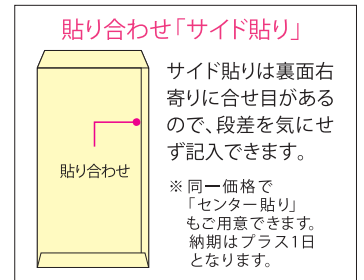 貼り合わせ「サイド貼り」
サイド貼りは裏面右
寄りに合せ目がある
ので、段差を気にせ
ず記入できます。
貼り合わせ
※同一価格で
「センター貼り」
もご用意できます。
納期はプラス1日
となります。